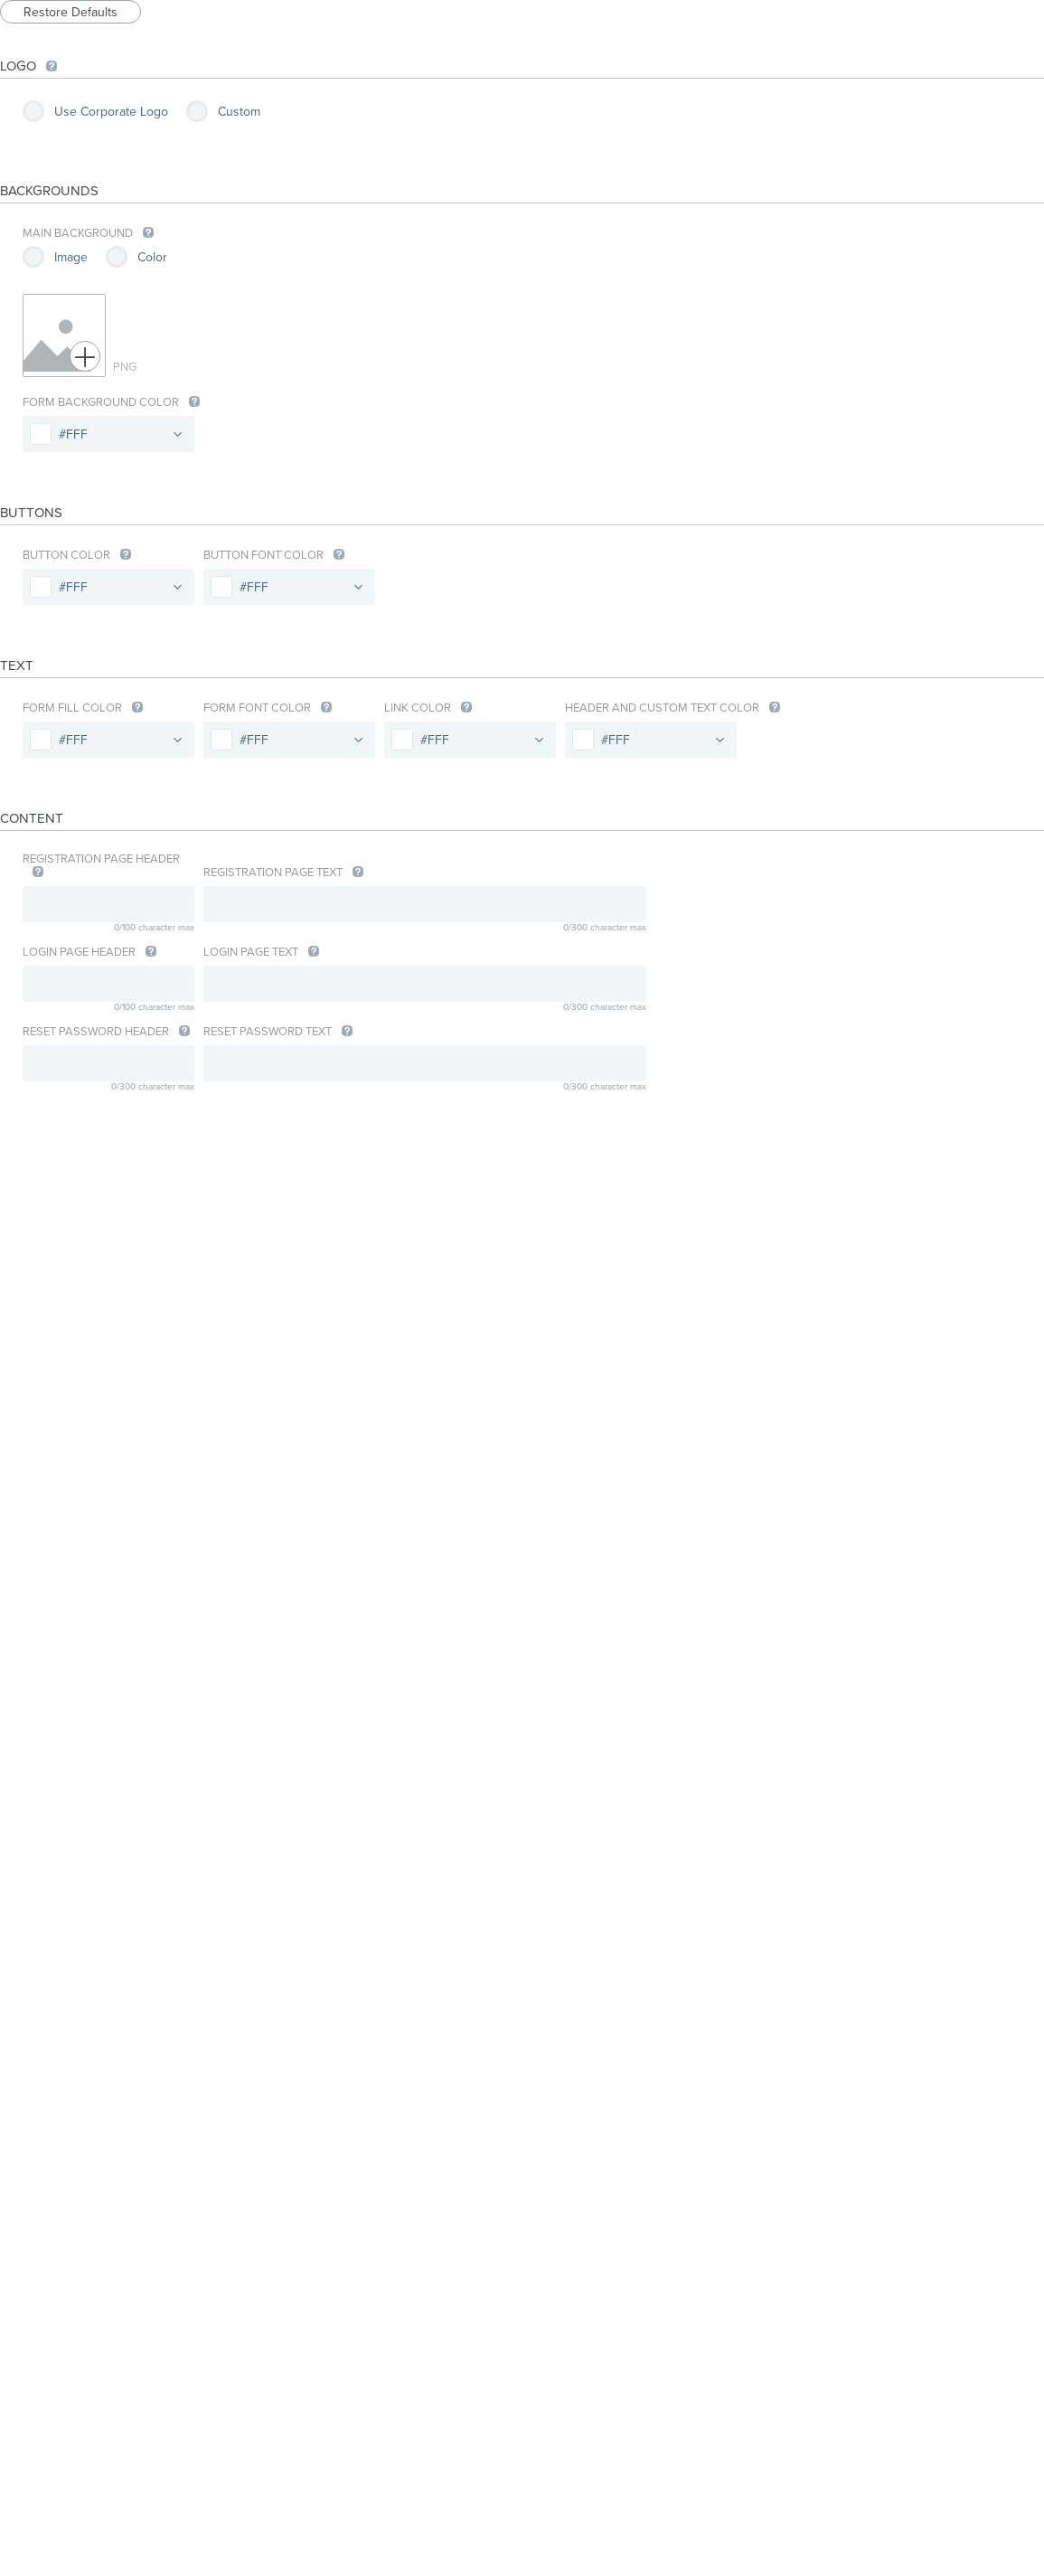 Restore Defaults
LOGO ?
Use Corporate Logo Custom
BACKGROUNDS
MAIN BACKGROUND ?
Image Color
PNG
FORM BACKGROUND COLOR ?
#FFF
BUTTONS
BUTTON COLOR ? BUTTON FONT COLOR ?
#FFF #FFF
TEXT
FORM FILL COLOR ? FORM FONT COLOR ? LINK COLOR ? HEADER AND CUSTOM TEXT COLOR ?
#FFF #FFF #FFF #FFF
CONTENT
REGISTRATION PAGE HEADER
? REGISTRATION PAGE TEXT ?
0/100 character max 0/300 character max
LOGIN PAGE HEADER ? LOGIN PAGE TEXT ?
0/100 character max 0/300 character max
RESET PASSWORD HEADER ? RESET PASSWORD TEXT ?
0/300 character max 0/300 character max